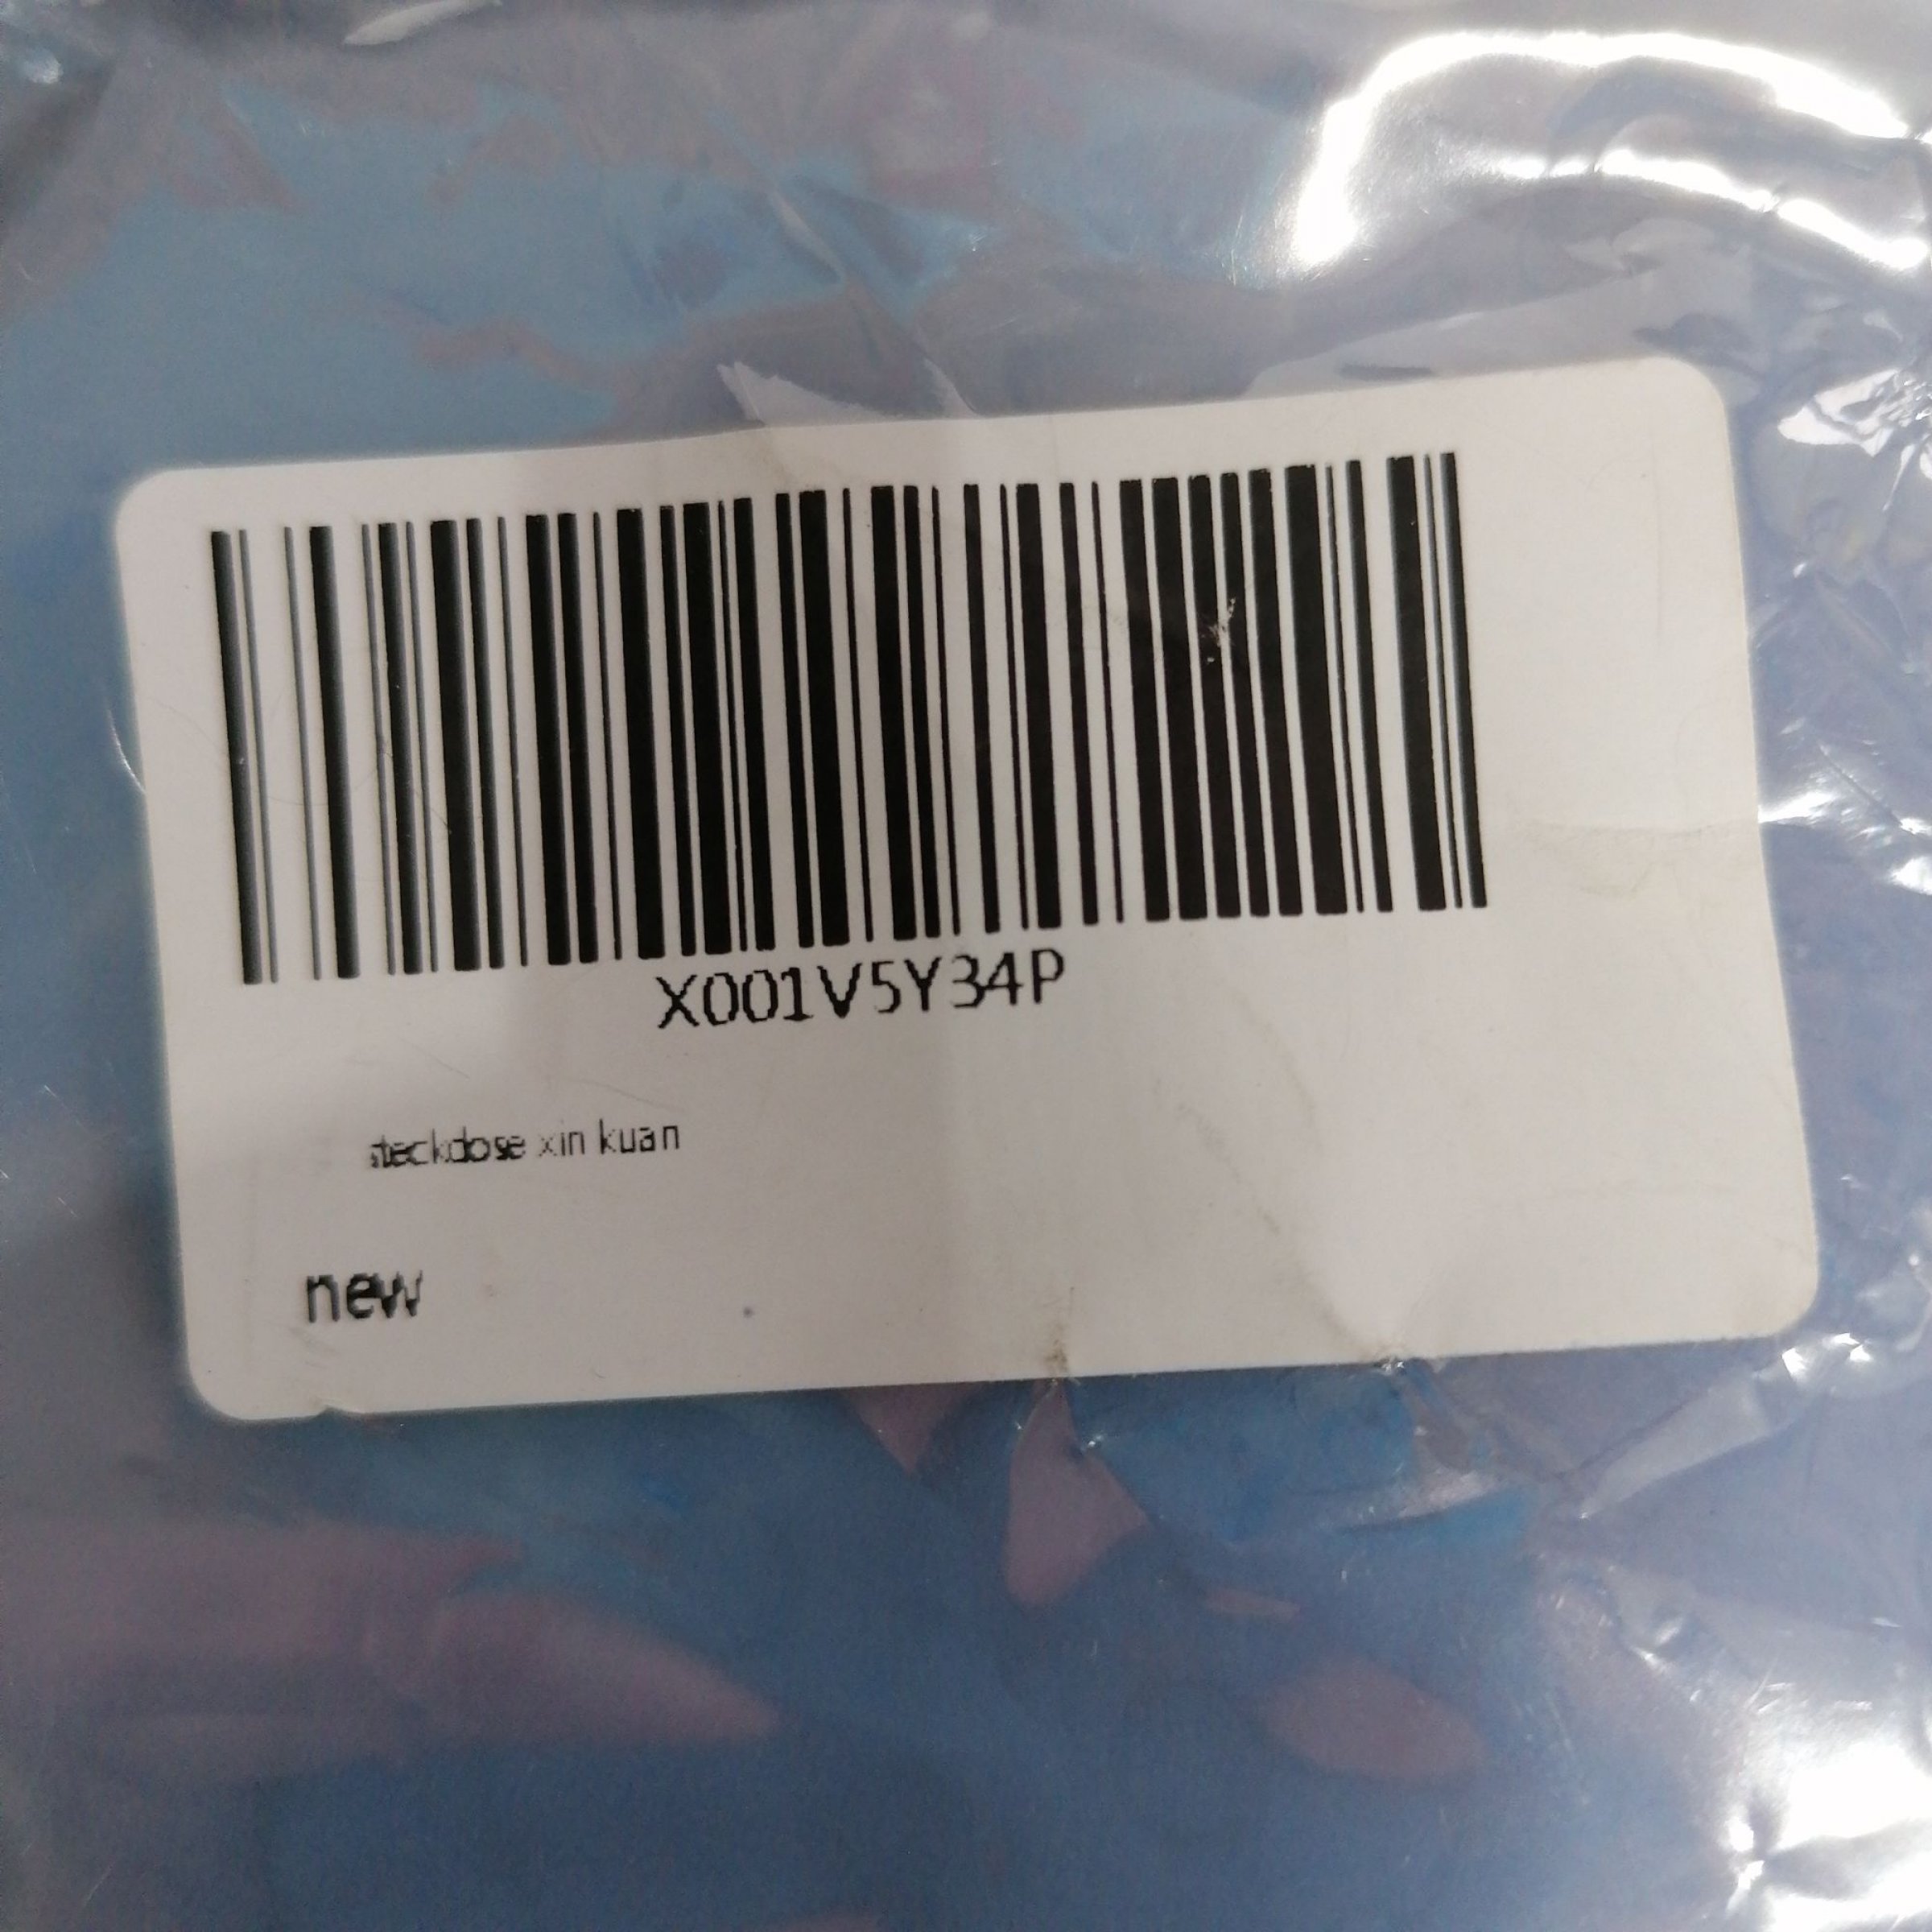 X001V5Y34P
steckdose xin kuan
new